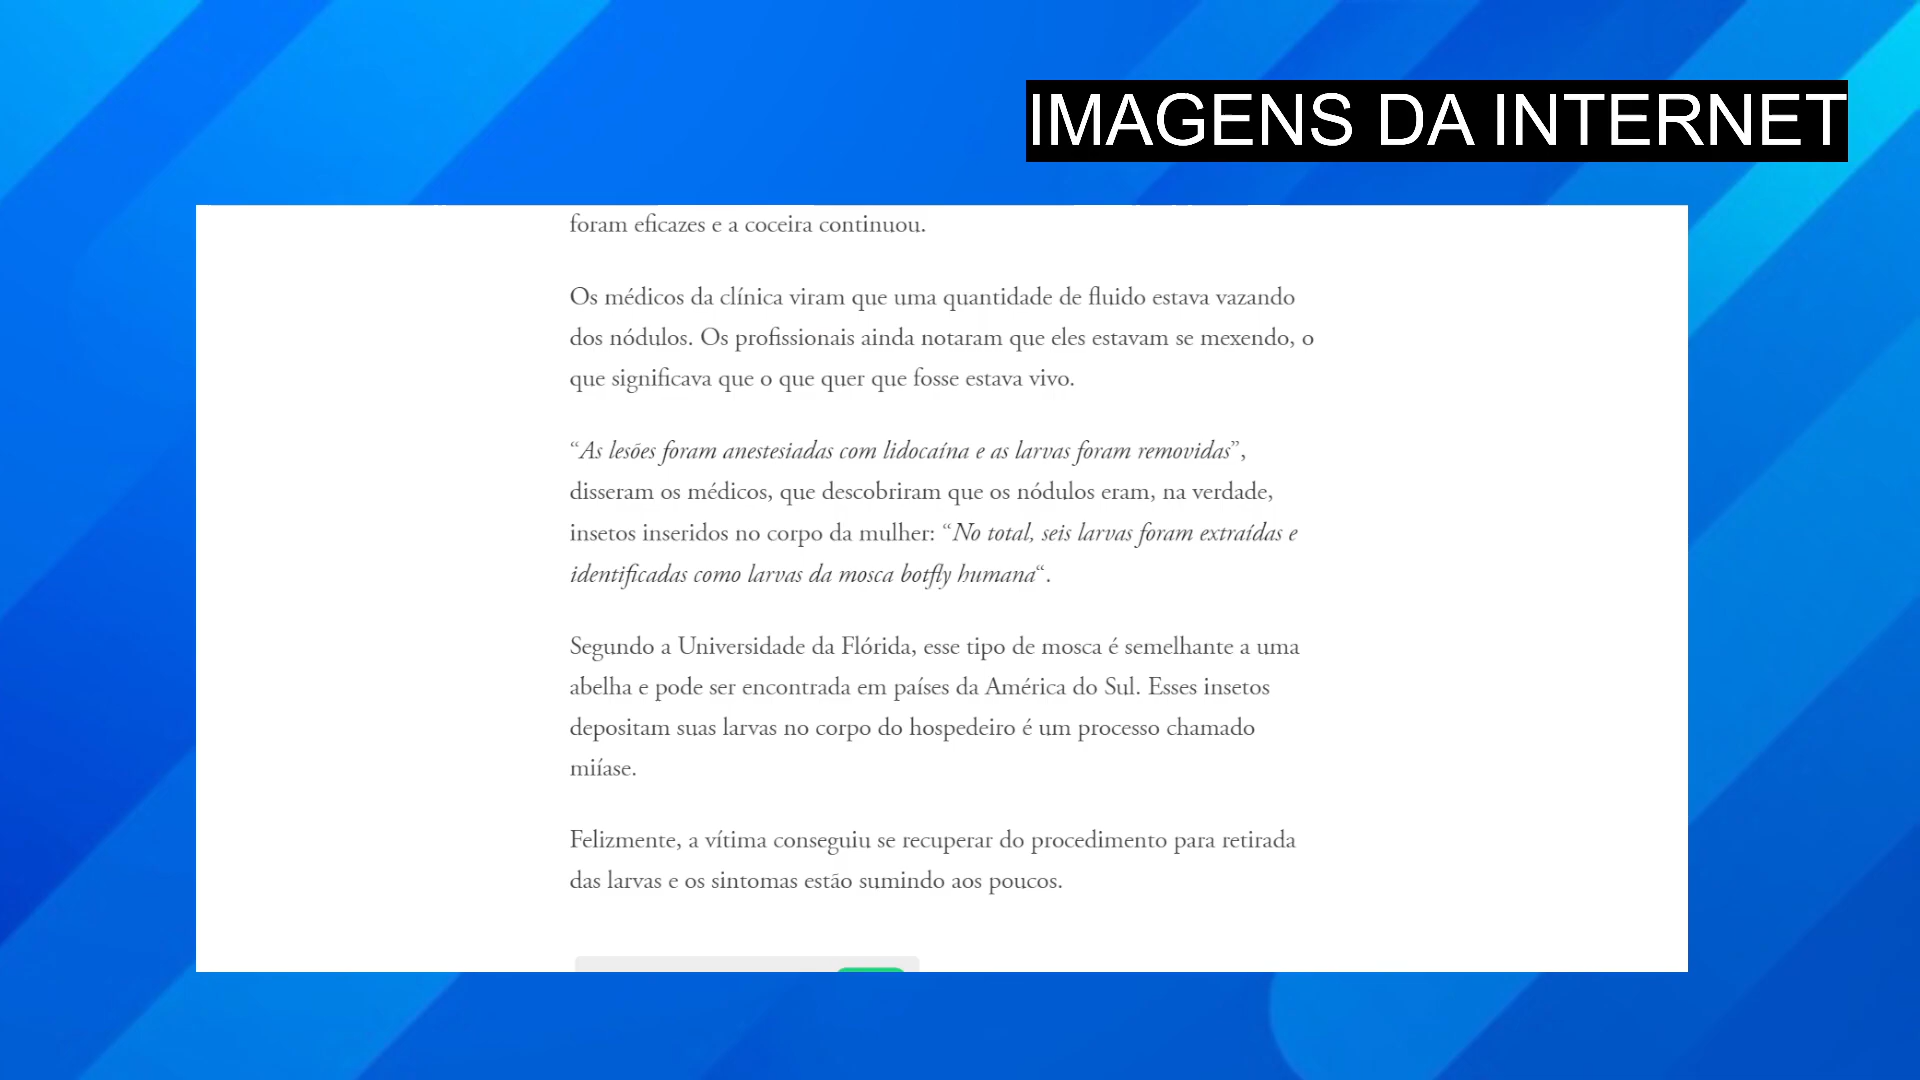 IMAGENS DA INTERNET
foram eficazes e a coceira continuou.
Os médicos da clínica viram que uma quantidade de fluido estava vazando
dos nódulos. Os profissionais ainda notaram que eles estavam se mexendo, o
que significava que o que quer que fosse estava vivo.
“As lesões foram anestesiadas com lidocaína e as larvas foram removidas”,
disseram os médicos, que descobriram que os nódulos eram, na verdade,
insetos inseridos no corpo da mulher: “No total, seis larvas foram extraídas e
identificadas como larvas da mosca botfly humana“.
Segundo a Universidade da Flórida, esse tipo de mosca é semelhante a uma
abelha e pode ser encontrada em países da América do Sul. Esses insetos
depositam suas larvas no corpo do hospedeiro é um processo chamado
miíase.
Felizmente, a vítima conseguiu se recuperar do procedimento para retirada
das larvas e os sintomas estão sumindo aos poucos.